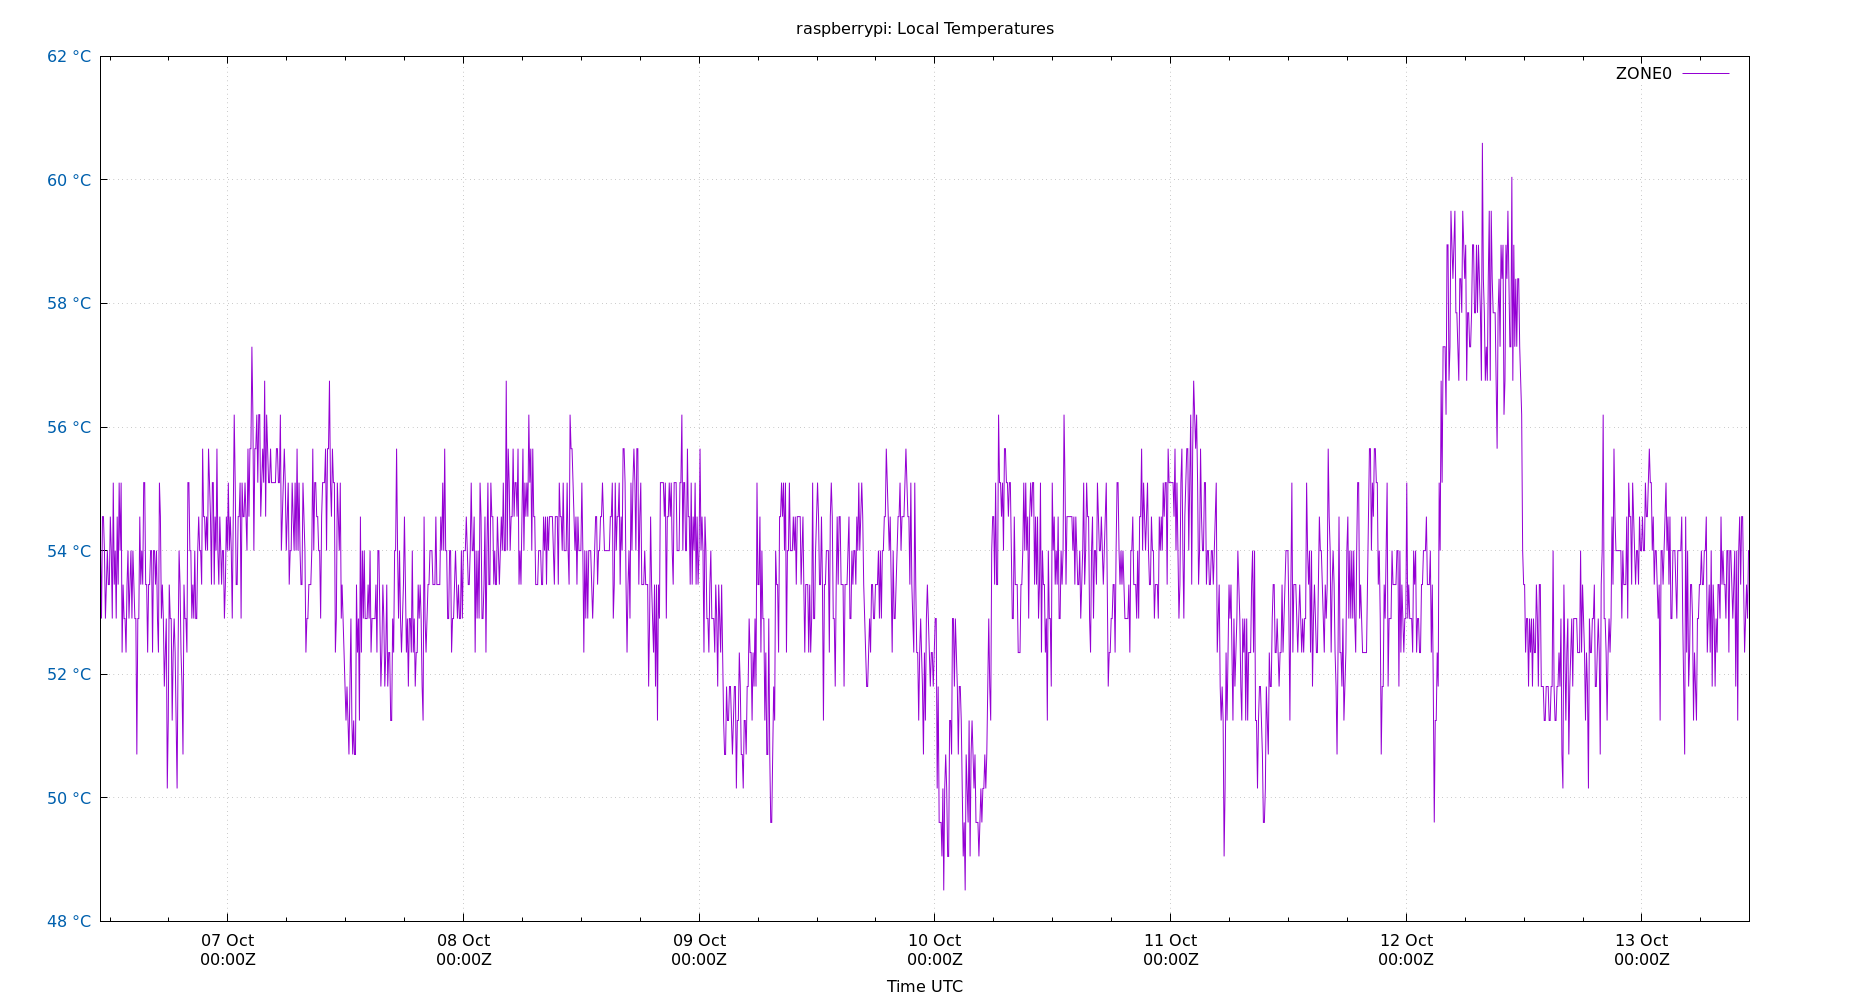 raspberrypi: Local Temperatures
62 °C
ZONE0
60 °C
58 °C
56 °C
54 °C
52 °C
50 °C
48 °C
07 Oct 08 Oct 09 Oct 10 Oct 11 Oct 12 Oct 13 Oct
00:00Z 00:00Z 00:00Z 00:00Z 00:00Z 00:00Z 00:00Z
Time UTC